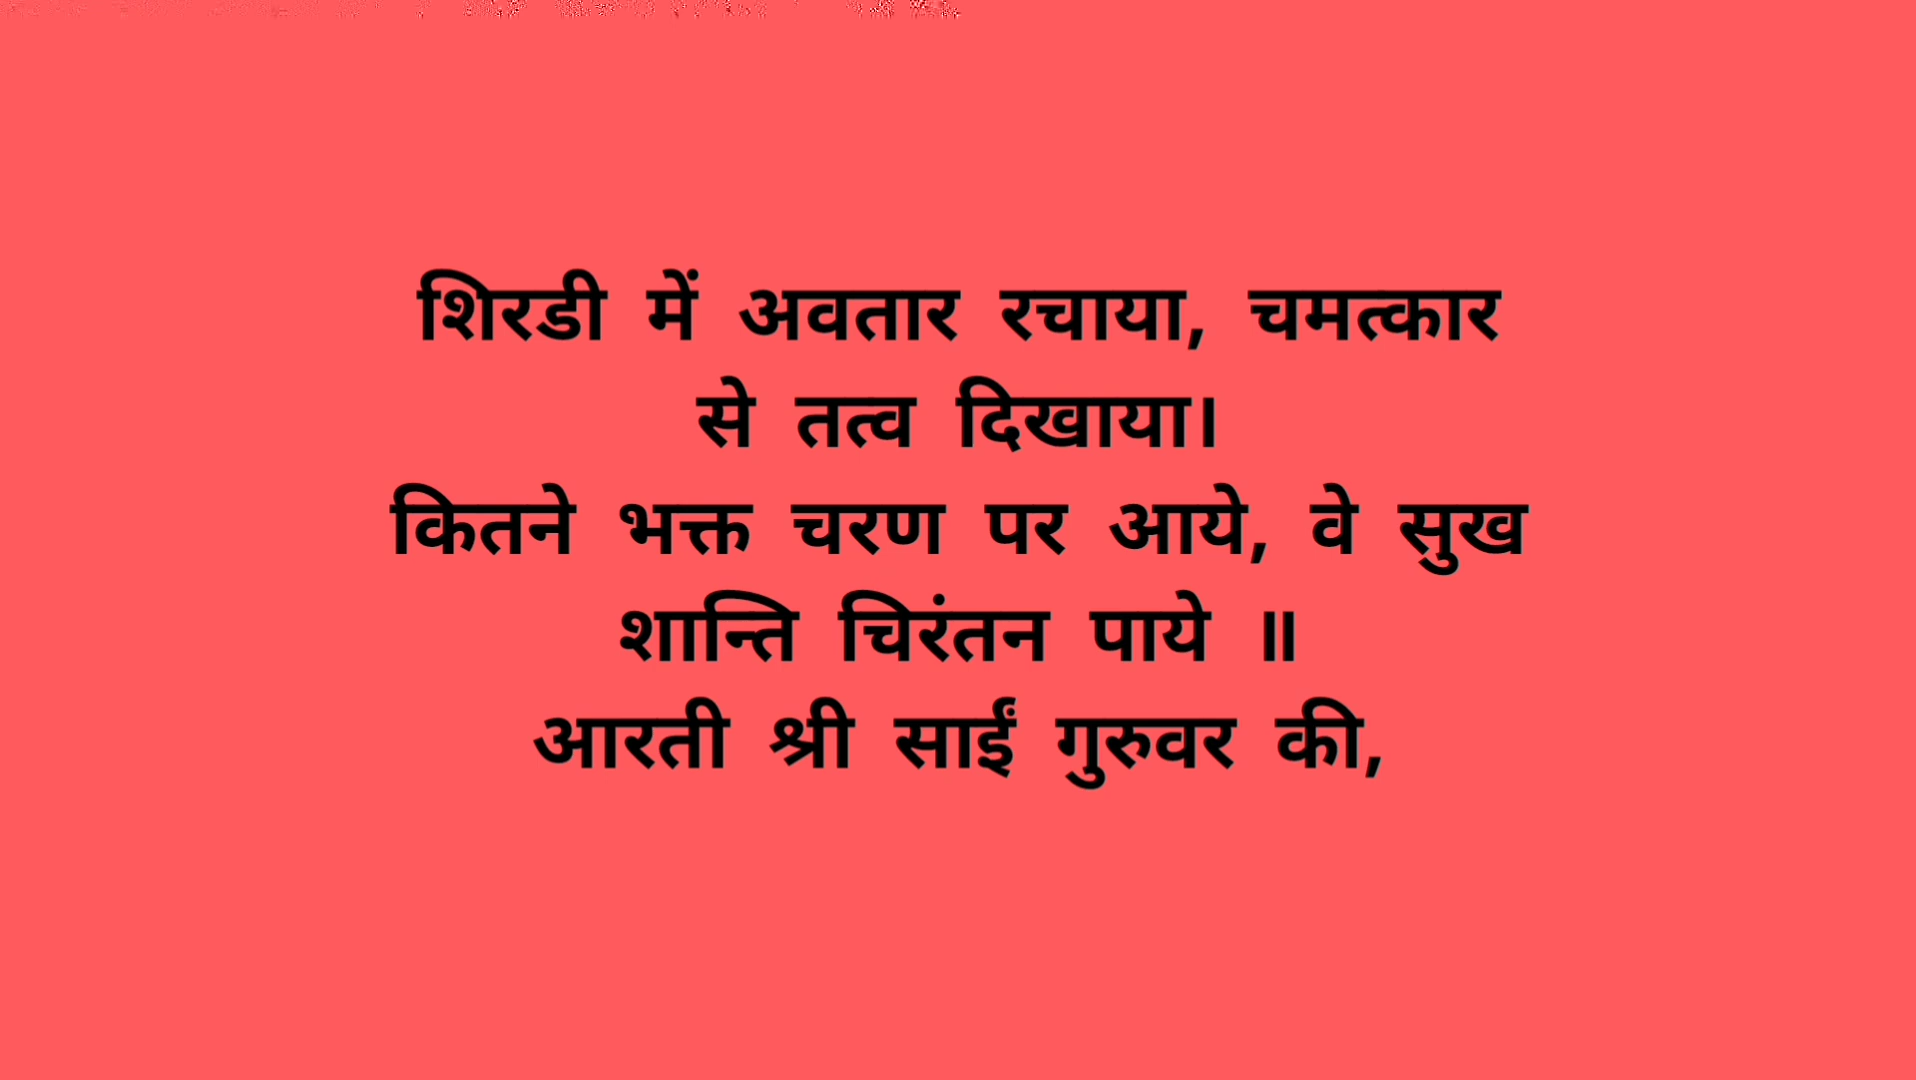 शिरडी में अवतार रचाया, चमत्कार
से तत्व दिखाया।
कितने भक्त चरण पर आये, वे सुख
शान्ति चिरंतन पाये ॥
आरती श्री साईं गुरुवर की,